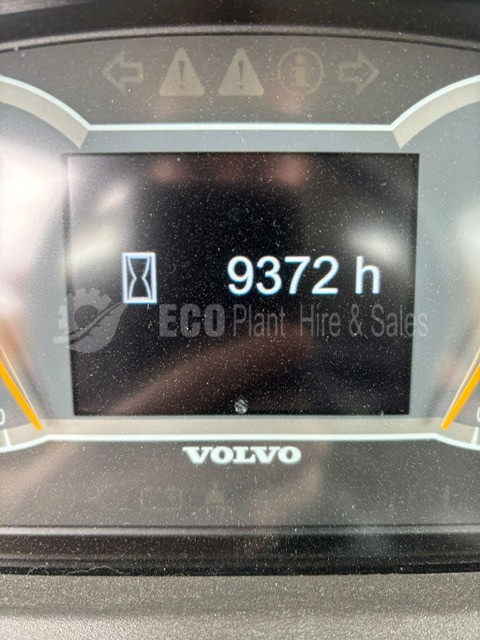 9372 h
ECO Plant Hire & Sales
VOLVO